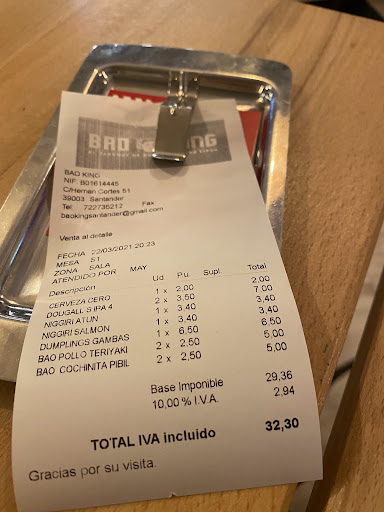 BAO KING
BAO KING
NIF: B01614445
C/Hernan Cortes 51
39003 Santander
Tel: 722735212 Fax
baokingsantander@gmail.com
Venta al detalle
FECHA 23/03/2021 20:23
MESA S1
ZONA SALA
ATENDIDO POR MAY
Descripción Ud Pu Supl. Total
CERVEZA CERO 1 x 2,00 2,00
DOUGALL S IPA 4 2 x 3,50 7,00
NIGGIRI ATUN 1 x 3,40 3,40
NIGGIRI SALMON 1 x 3,40 3,40
DUMPLINGS GAMBAS 1 x 6,50 6,50
BAO POLLO TERIYAKI 2 x 2,50 5,00
BAO COCHINITA PIBIL 2 x 2,50 5,00
Base Imponible 29,36
10,00 % I.V.A. 2,94
TOTAL IVA incluido 32,30
Gracias por su visita.